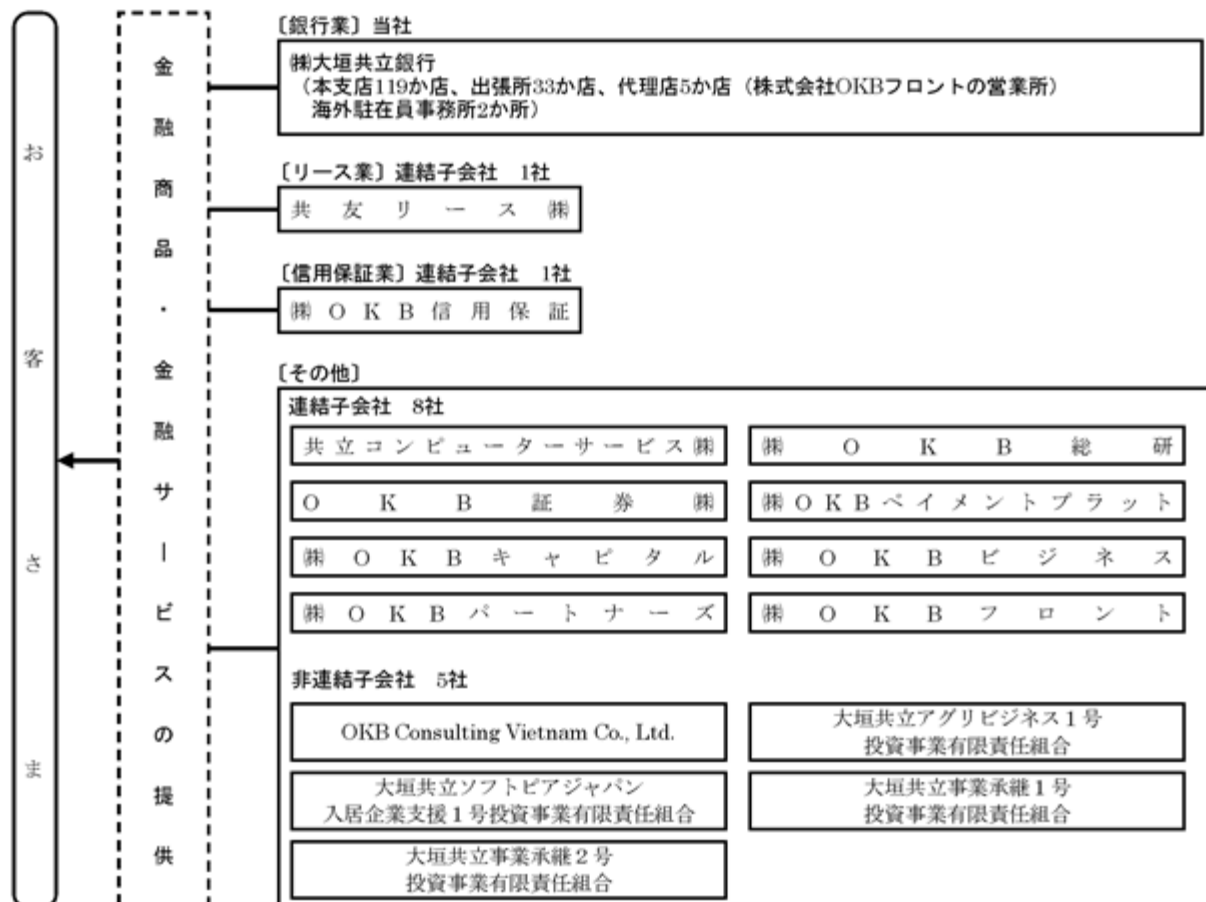 お客さま
金融商品・金融サービスの提供
〔銀行業〕当社
㈱大垣共立銀行
（本支店119か店、出張所33か店、代理店5か店（株式会社OKBフロントの営業所）
海外駐在員事務所2か所）
〔リース業〕連結子会社　1社
共友リース㈱
〔信用保証業〕連結子会社　1社
㈱OKB信用保証
〔その他〕
連結子会社　8社
共立コンピューターサービス㈱
㈱OKB総研
OKB証券㈱
㈱OKBペイメントプラット
㈱OKBキャピタル
㈱OKBビジネス
㈱OKBパートナーズ
㈱OKBフロント
非連結子会社　5社
OKB Consulting Vietnam Co., Ltd.
大垣共立アグリビジネス１号
投資事業有限責任組合
大垣共立ソフトピアジャパン
入居企業支援１号投資事業有限責任組合
大垣共立事業承継１号
投資事業有限責任組合
大垣共立事業承継２号
投資事業有限責任組合